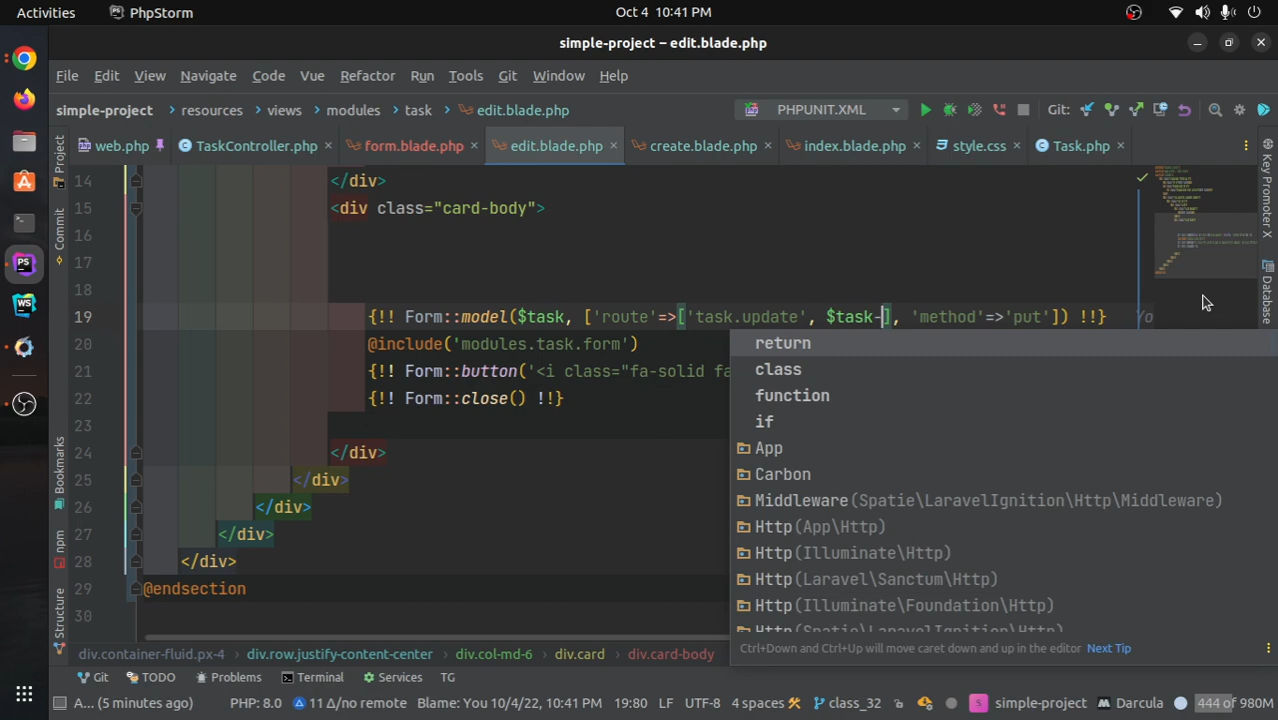 Activities PhpStorm Oct 4 10:41 PM
simple-project – edit.blade.php
File Edit View Navigate Code Vue Refactor Run Tools Git Window Help
simple-project resources views modules task edit.blade.php PHPUNIT.XML Git:
web.php TaskController.php form.blade.php edit.blade.php create.blade.php index.blade.php style.css Task.php
Project
Commit
Bookmarks
npm
Structure
Key Promoter X
Database
14 </div>
15 <div class="card-body">
16
17
18
19 {!! Form::model($task, ['route'=>['task.update', $task-], 'method'=>'put']) !!} Yo
20 @include('modules.task.form')
21 {!! Form::button('<i class="fa-solid fa
22 {!! Form::close() !!}
23
24 </div>
25 </div>
26 </div>
27 </div>
28 </div>
29 @endsection
30
return
class
function
if
App
Carbon
Middleware(Spatie\LaravelIgnition\Http\Middleware)
Http(App\Http)
Http(Illuminate\Http)
Http(Laravel\Sanctum\Http)
Http(Illuminate\Foundation\Http)
Http(Spatie\LaravelIgnition\Http)
Ctrl+Down and Ctrl+Up will move caret down and up in the editor Next Tip
div.container-fluid.px-4 div.row.justify-content-center div.col-md-6 div.card div.card-body
Git TODO Problems Terminal Services TG
A... (5 minutes ago) PHP: 8.0 11 Δ/no remote Blame: You 10/4/22, 10:41 PM 19:80 LF UTF-8 4 spaces class_32 S simple-project Darcula 444 of 980M